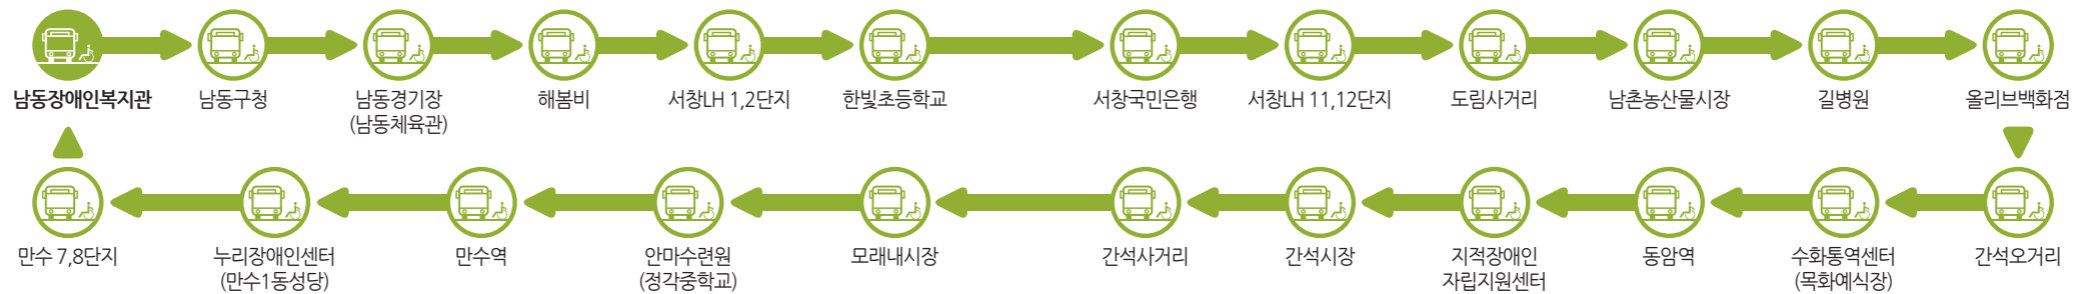 남동장애인복지관
남동구청
남동경기장
(남동체육관)
해봄비
서창LH 1,2단지
한빛초등학교
서창국민은행
서창LH 11,12단지
도림사거리
남촌농산물시장
길병원
올리브백화점
만수 7,8단지
누리장애인센터
(만수1동성당)
만수역
안마수련원
(정각중학교)
모래내시장
간석사거리
간석시장
지적장애인
자립지원센터
동암역
수화통역센터
(목화예식장)
간석오거리